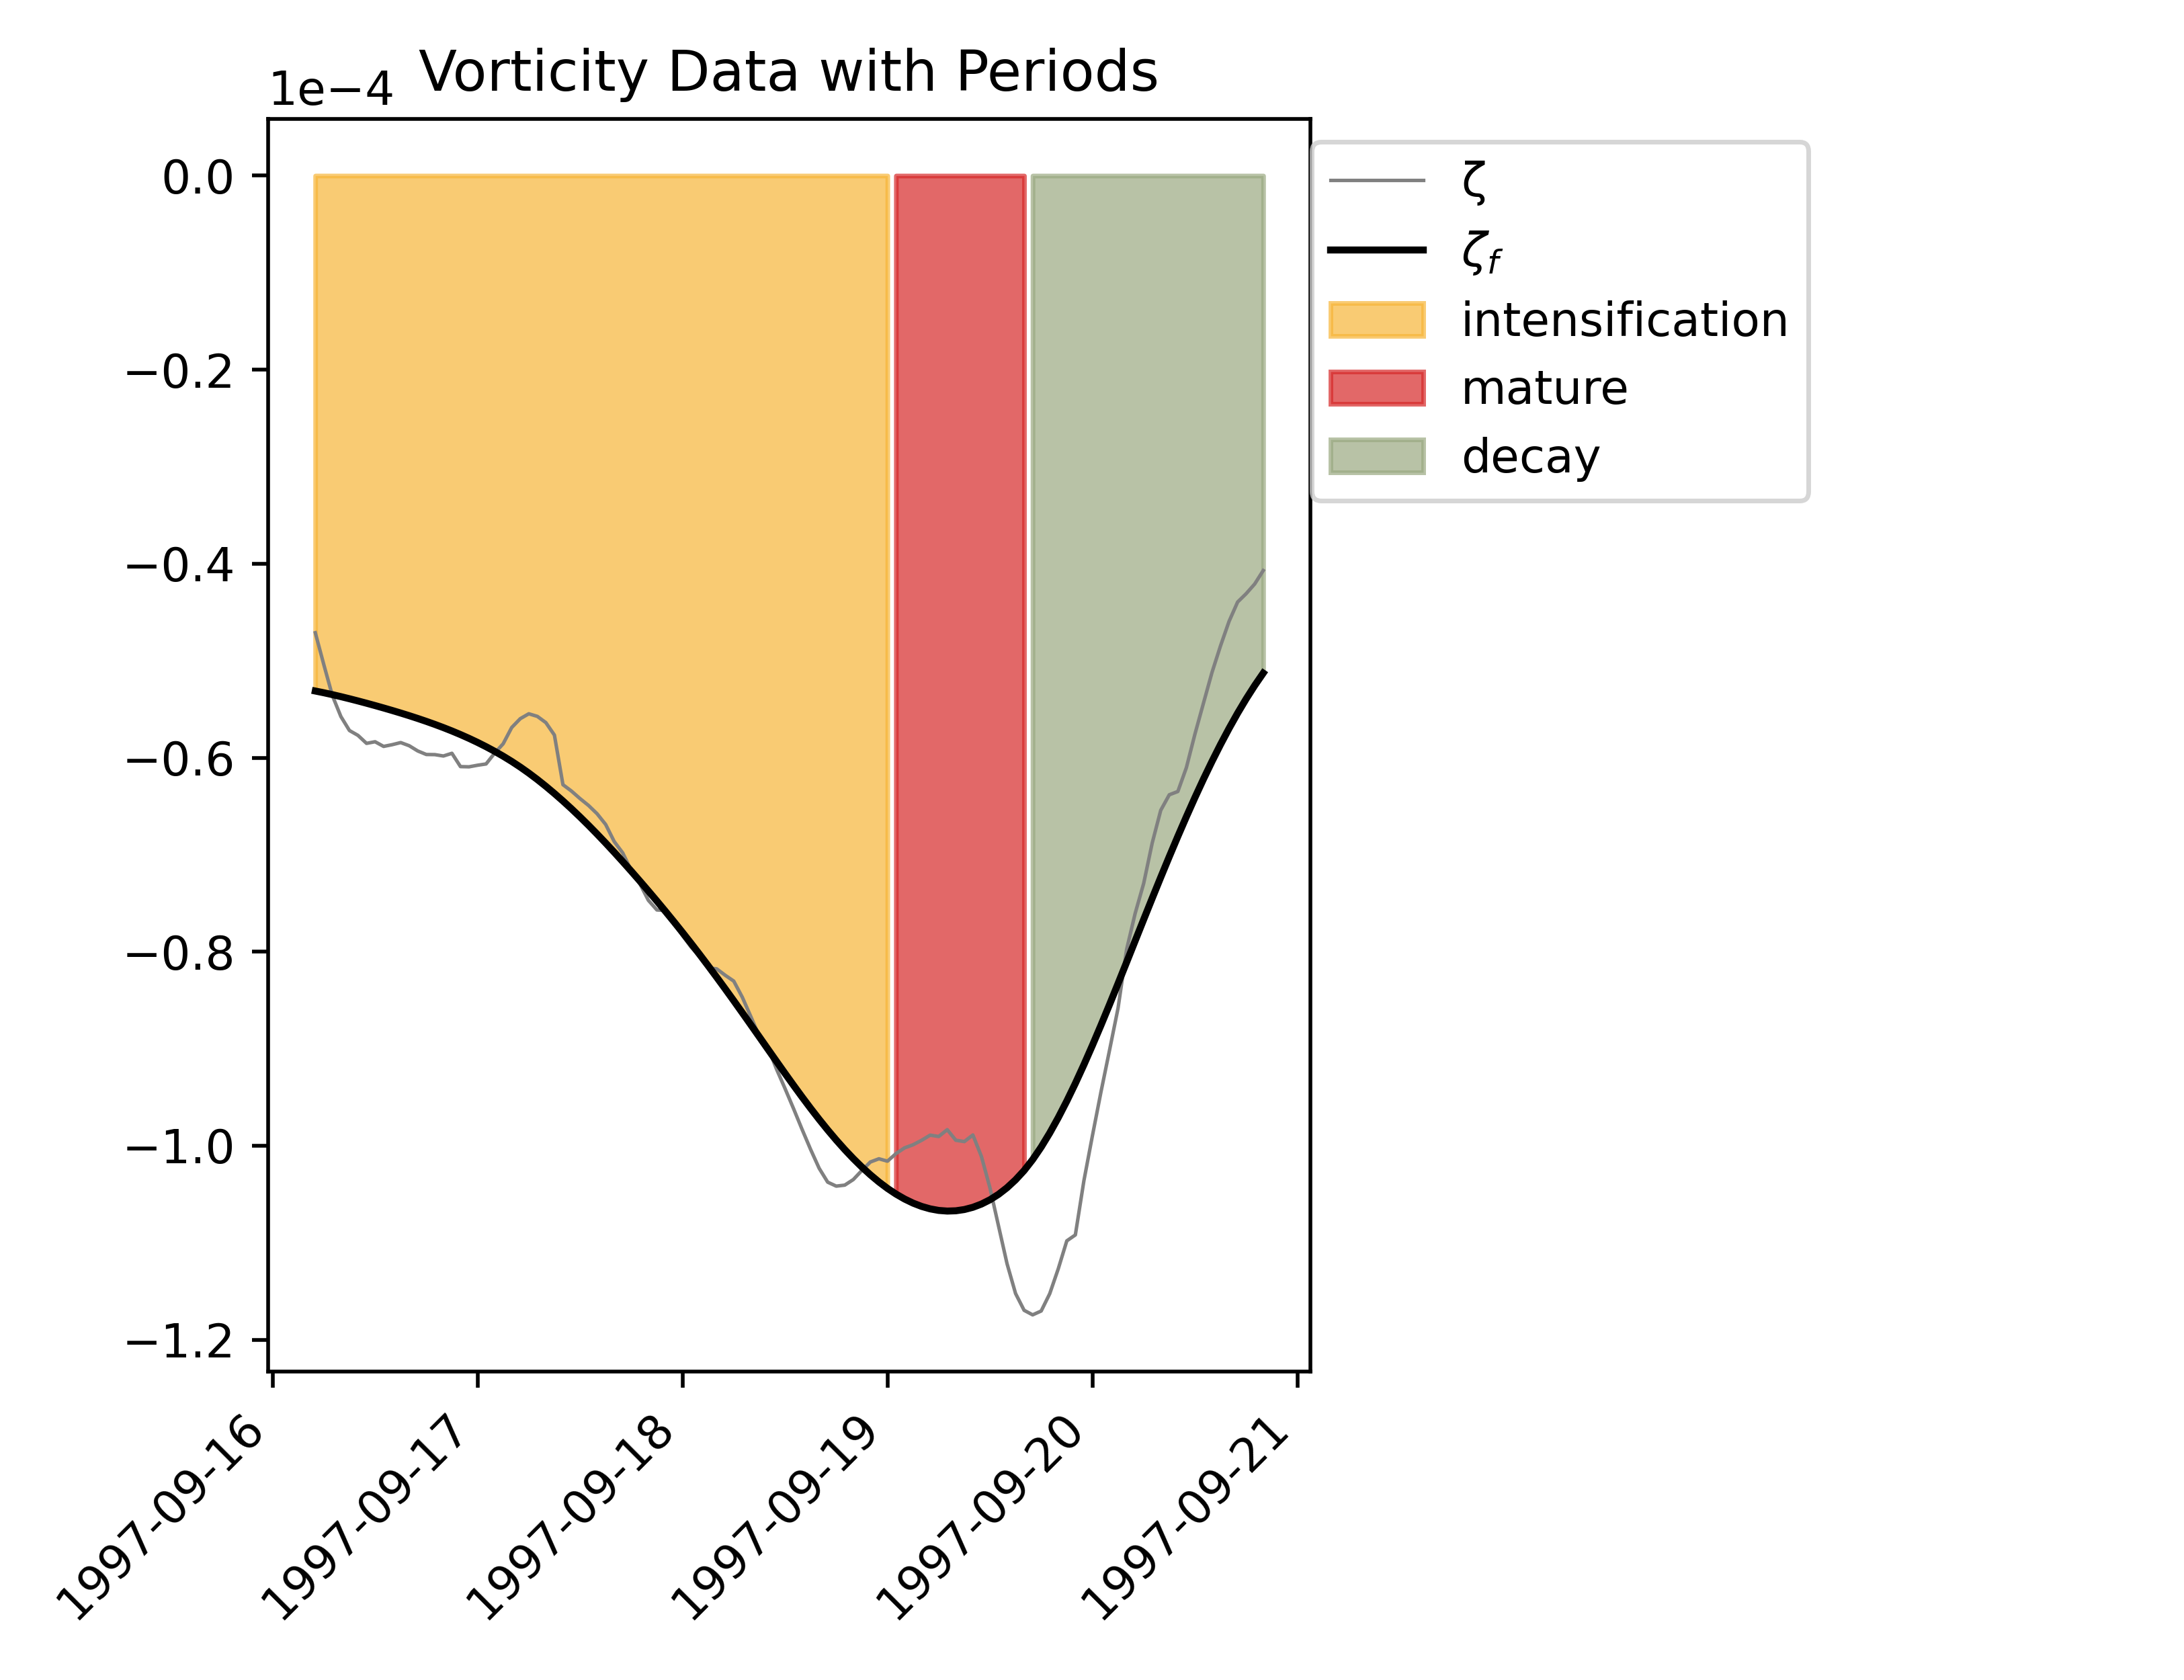 Vorticity Data with Periods
1e−4
0.0
−0.2
−0.4
−0.6
−0.8
−1.0
−1.2
1997-09-16
1997-09-17
1997-09-18
1997-09-19
1997-09-20
1997-09-21
ζ
ζf
intensification
mature
decay